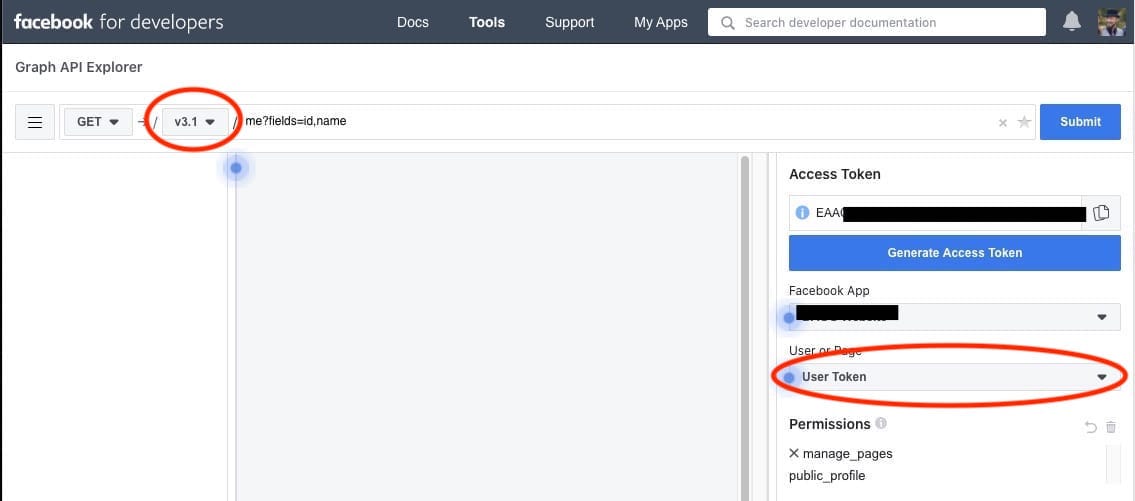 facebook for developers Docs Tools Support My Apps Search developer documentation
Graph API Explorer
GET → / v3.1 / me?fields=id,name × ★ Submit
Access Token
i EAA
Generate Access Token
Facebook App
User or Page
User Token
Permissions i
× manage_pages
public_profile